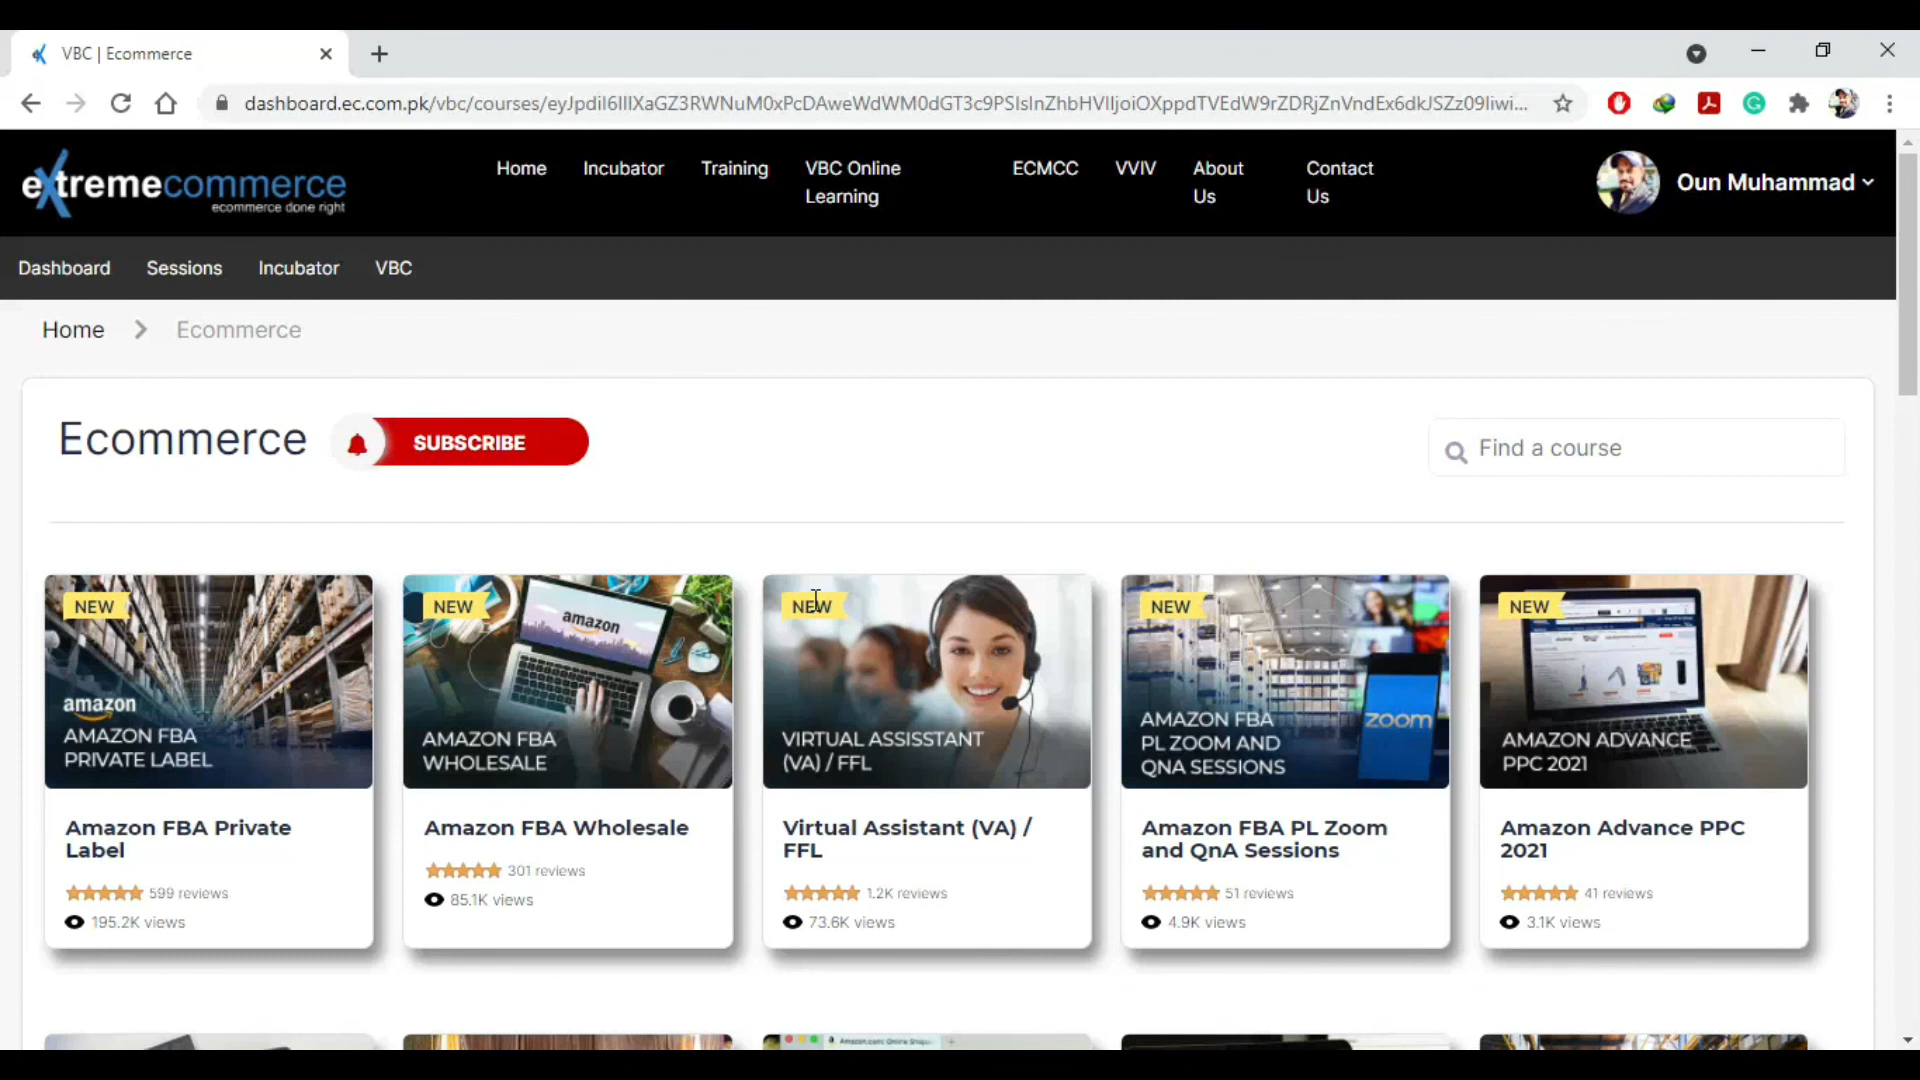 VBC | Ecommerce
dashboard.ec.com.pk/vbc/courses/eyJpdiI6IllXaGZ3RWNuM0xPcDAweWdWM0dGT3c9PSIsInZhbHVlIjoiOXppdTVEdW9rZDRjZnVndEx6dkJSZz09Iiwi...
extremecommerce
ecommerce done right
Home
Incubator
Training
VBC Online
Learning
ECMCC
VVIV
About
Us
Contact
Us
Oun Muhammad
Dashboard
Sessions
Incubator
VBC
Home
Ecommerce
Ecommerce
SUBSCRIBE
Find a course
NEW
amazon
AMAZON FBA
PRIVATE LABEL
Amazon FBA Private
Label
599 reviews
195.2K views
NEW
amazon
AMAZON FBA
WHOLESALE
Amazon FBA Wholesale
301 reviews
85.1K views
NEW
VIRTUAL ASSISSTANT
(VA) / FFL
Virtual Assistant (VA) /
FFL
1.2K reviews
73.6K views
NEW
zoom
AMAZON FBA
PL ZOOM AND
QNA SESSIONS
Amazon FBA PL Zoom
and QnA Sessions
51 reviews
4.9K views
NEW
AMAZON ADVANCE
PPC 2021
Amazon Advance PPC
2021
41 reviews
3.1K views
Amazon.com: Online Shopp